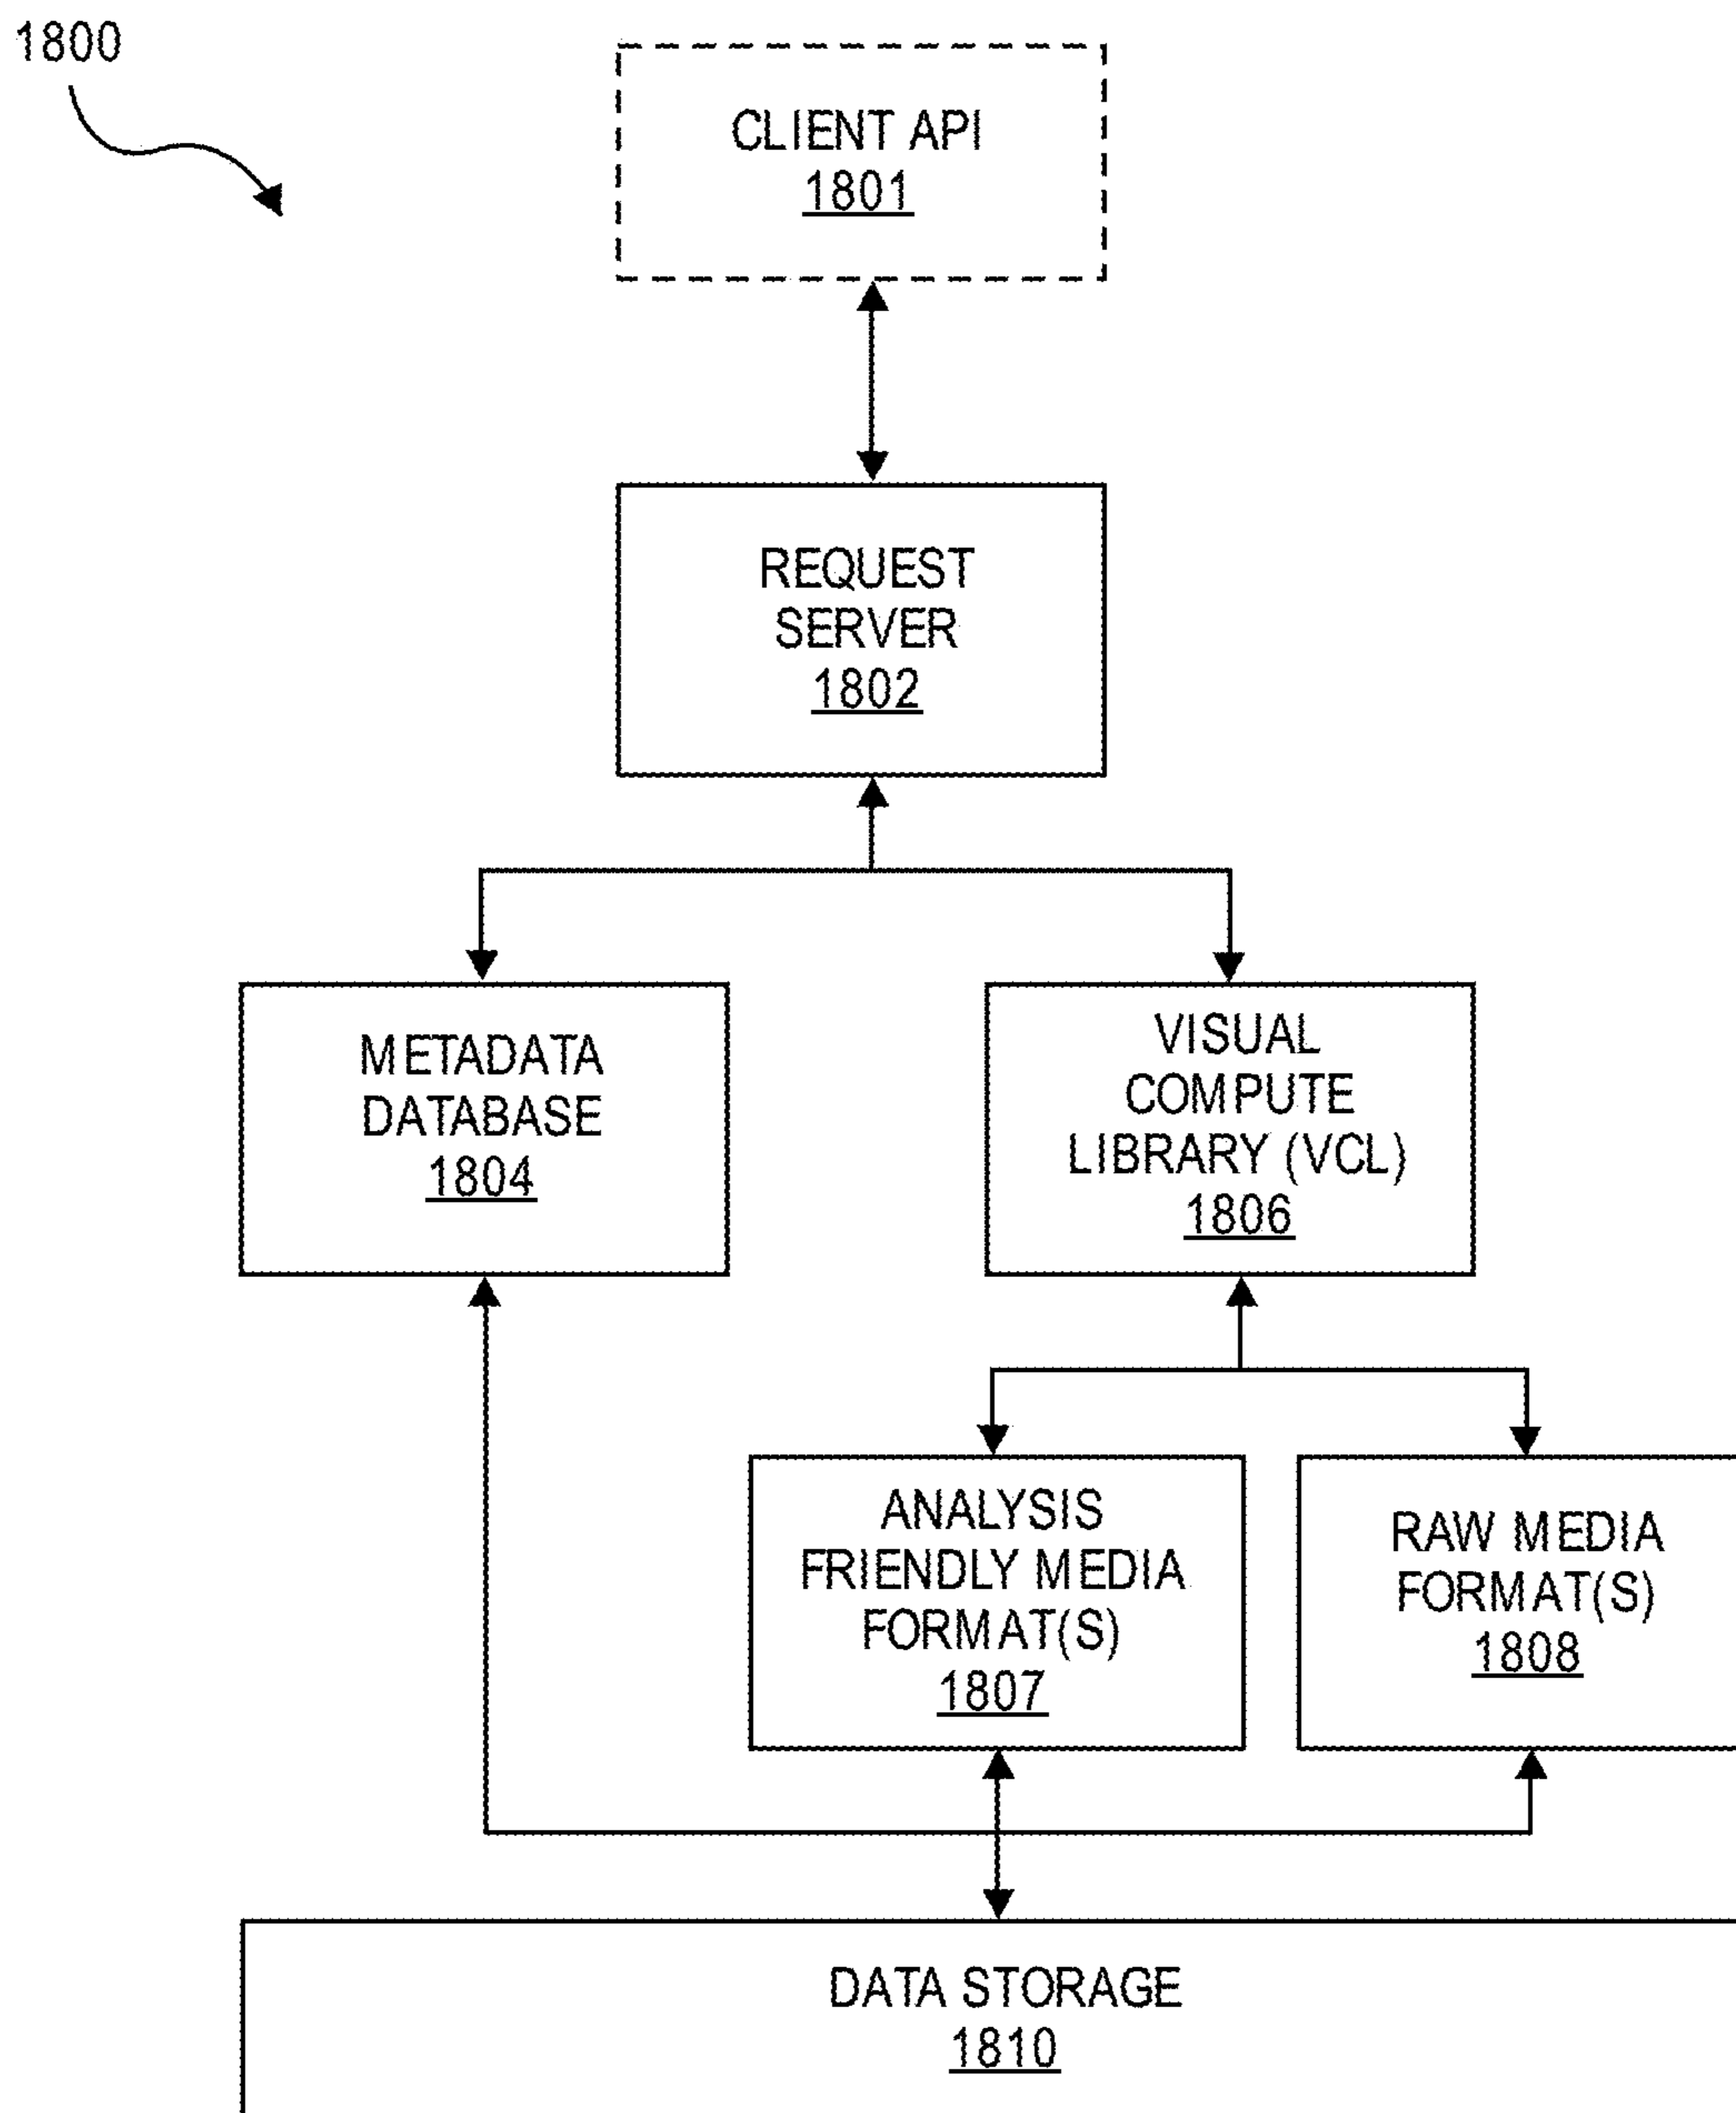 1800
CLIENT API
1801
REQUEST
SERVER
1802
METADATA
DATABASE
1804
VISUAL
COMPUTE
LIBRARY (VCL)
1806
ANALYSIS
FRIENDLY MEDIA
FORMAT(S)
1807
RAW MEDIA
FORMAT(S)
1808
DATA STORAGE
1810